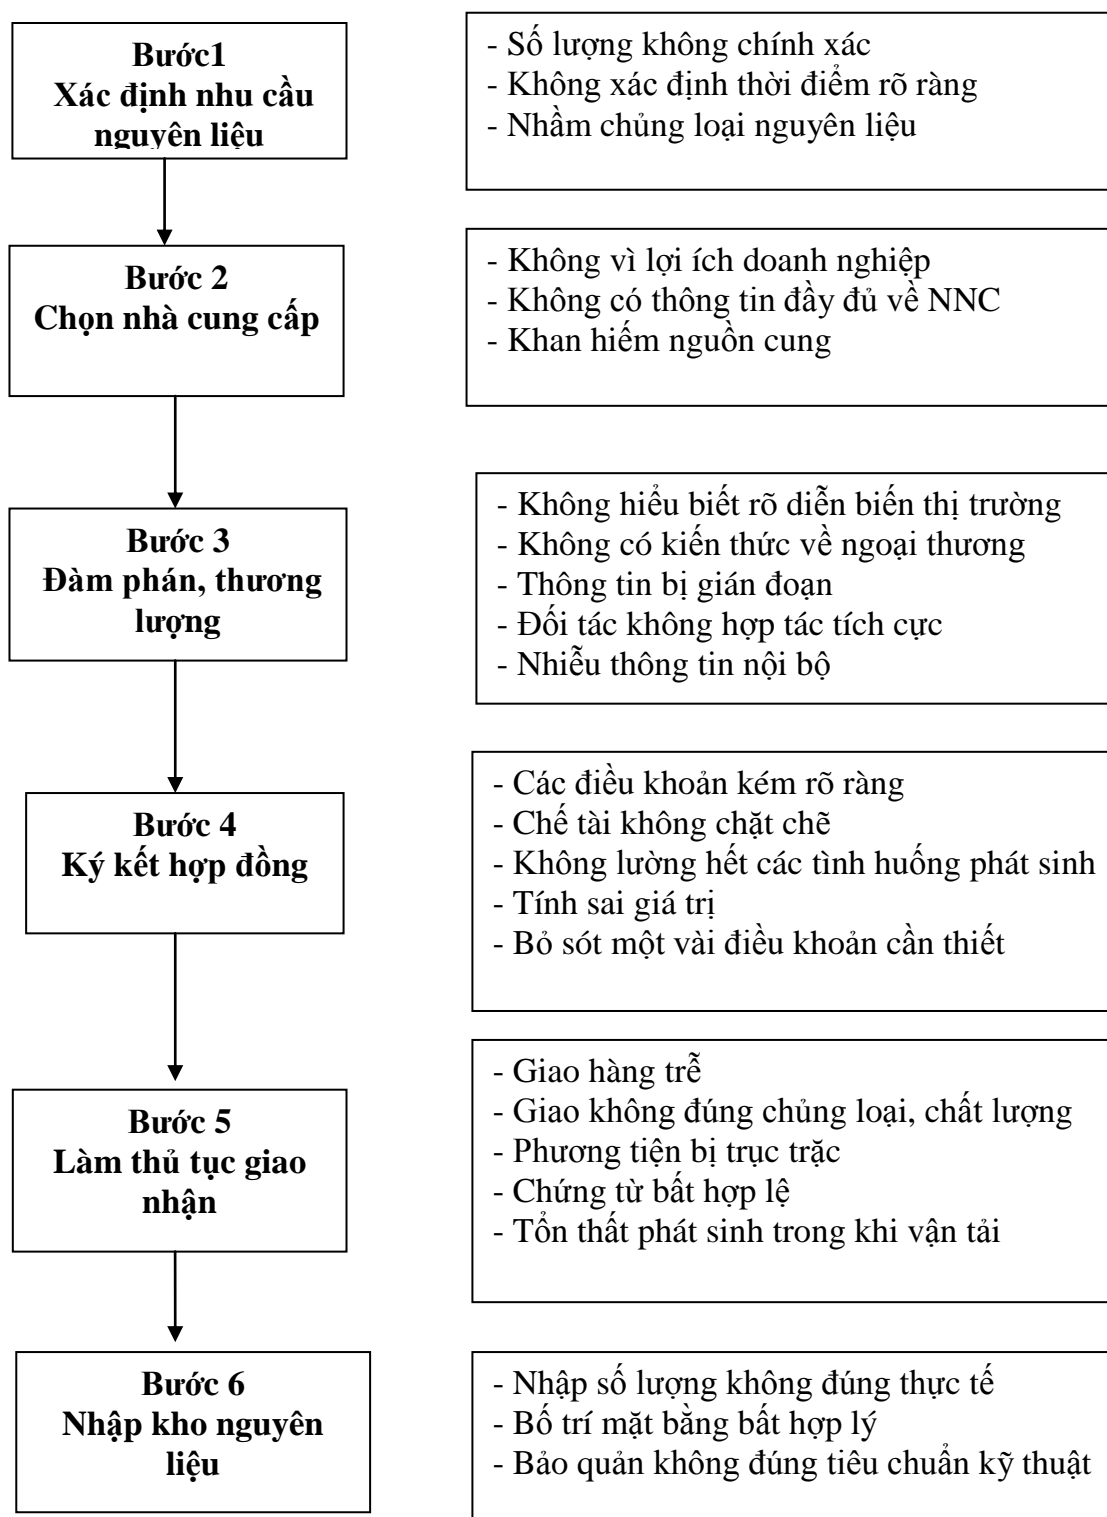 Bước1
Xác định nhu cầu
nguyên liệu
- Số lượng không chính xác
- Không xác định thời điểm rõ ràng
- Nhầm chủng loại nguyên liệu
Bước 2
Chọn nhà cung cấp
- Không vì lợi ích doanh nghiệp
- Không có thông tin đầy đủ về NNC
- Khan hiếm nguồn cung
Bước 3
Đàm phán, thương
lượng
- Không hiểu biết rõ diễn biến thị trường
- Không có kiến thức về ngoại thương
- Thông tin bị gián đoạn
- Đối tác không hợp tác tích cực
- Nhiễu thông tin nội bộ
Bước 4
Ký kết hợp đồng
- Các điều khoản kém rõ ràng
- Chế tài không chặt chẽ
- Không lường hết các tình huống phát sinh
- Tính sai giá trị
- Bỏ sót một vài điều khoản cần thiết
Bước 5
Làm thủ tục giao
nhận
- Giao hàng trễ
- Giao không đúng chủng loại, chất lượng
- Phương tiện bị trục trặc
- Chứng từ bất hợp lệ
- Tổn thất phát sinh trong khi vận tải
Bước 6
Nhập kho nguyên
liệu
- Nhập số lượng không đúng thực tế
- Bố trí mặt bằng bất hợp lý
- Bảo quản không đúng tiêu chuẩn kỹ thuật